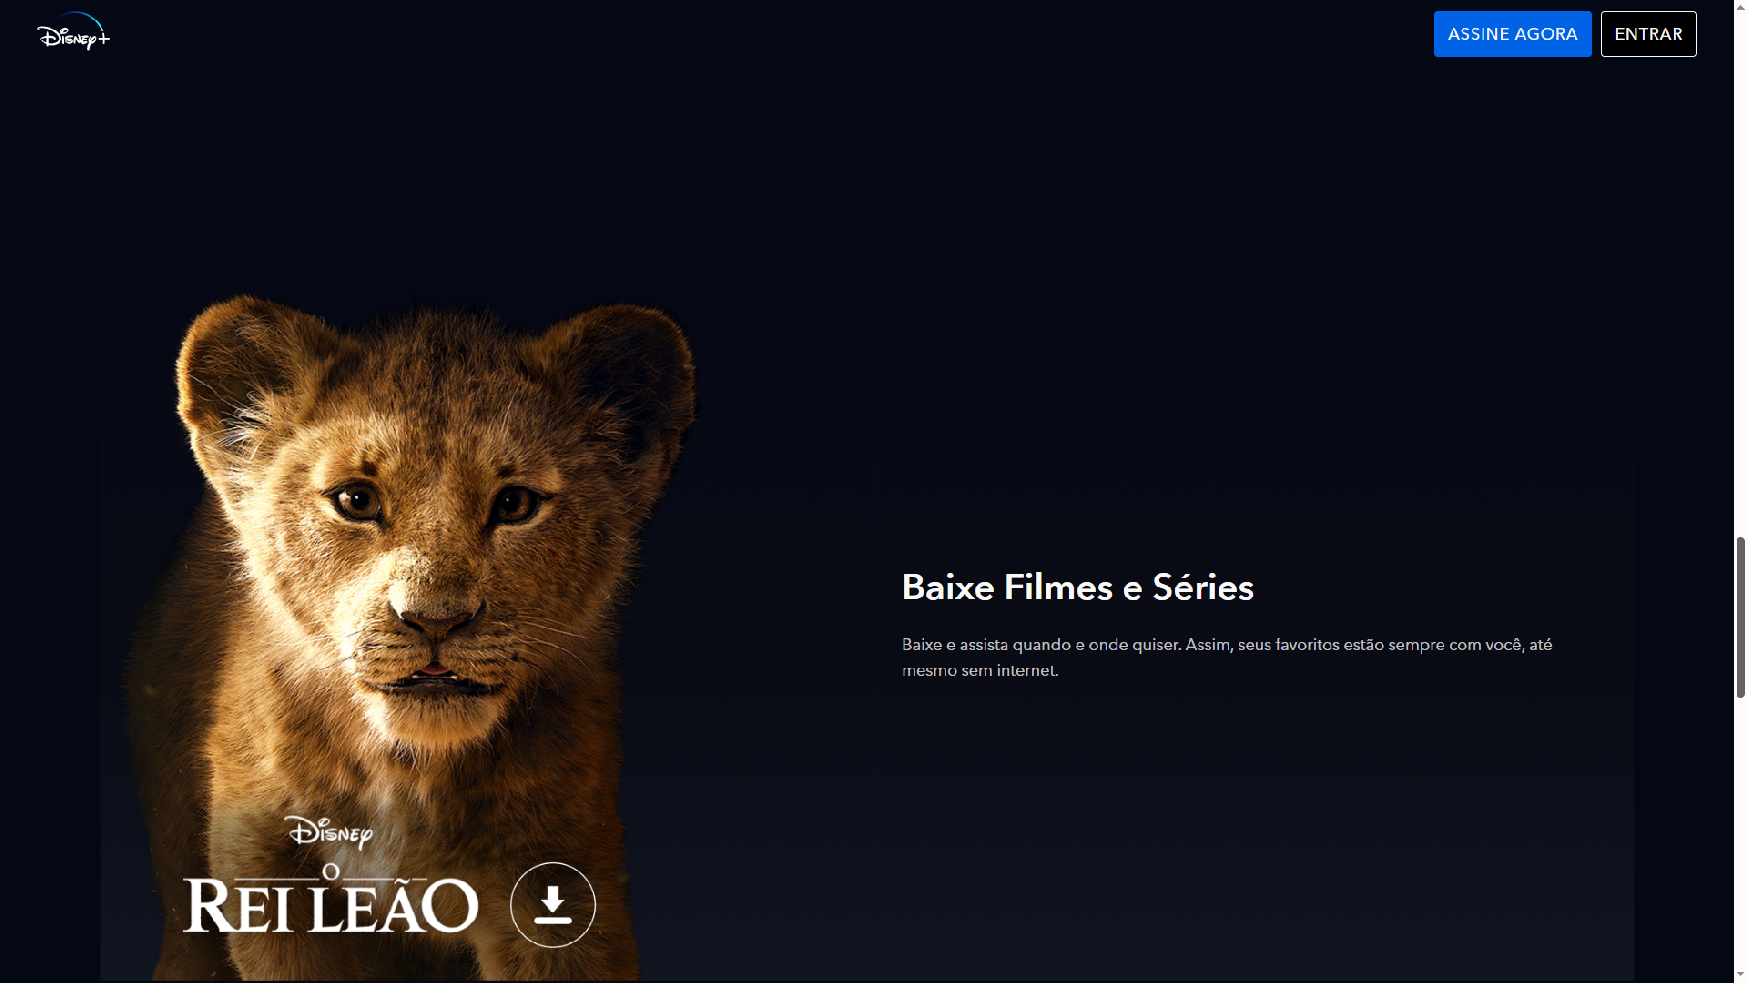 Disney+
ASSINE AGORA
ENTRAR
Baixe Filmes e Séries
Baixe e assista quando e onde quiser. Assim, seus favoritos estão sempre com você, até
mesmo sem internet.
Disney
O
REI LEÃO